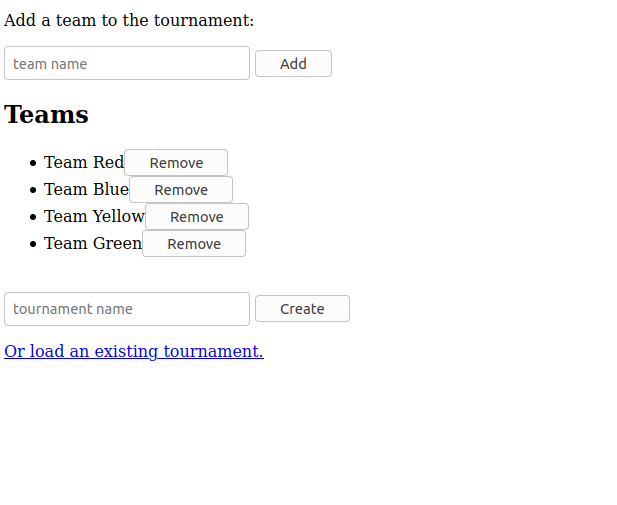 Add a team to the tournament:
team name Add
Teams
Team Red Remove
Team Blue Remove
Team Yellow Remove
Team Green Remove
tournament name Create
Or load an existing tournament.